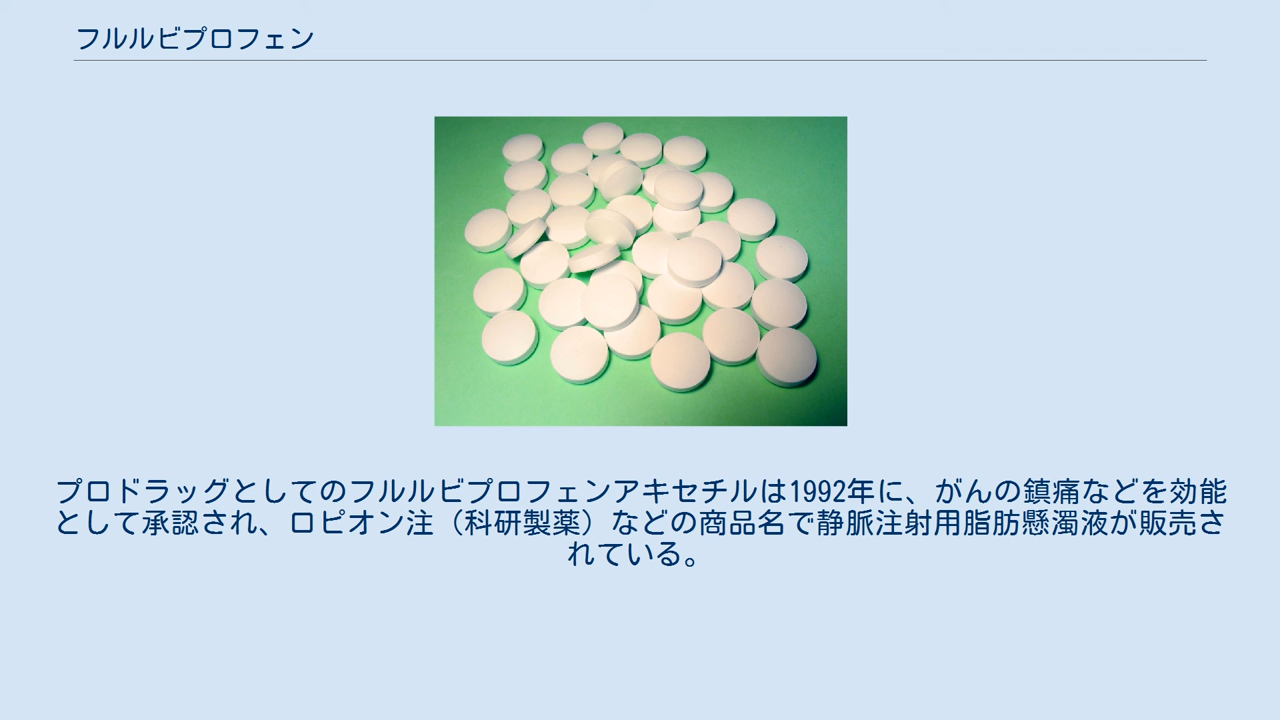 フルルビプロフェン
プロドラッグとしてのフルルビプロフェンアキセチルは1992年に、がんの鎮痛などを効能
として承認され、ロピオン注（科研製薬）などの商品名で静脈注射用脂肪懸濁液が販売さ
れている。